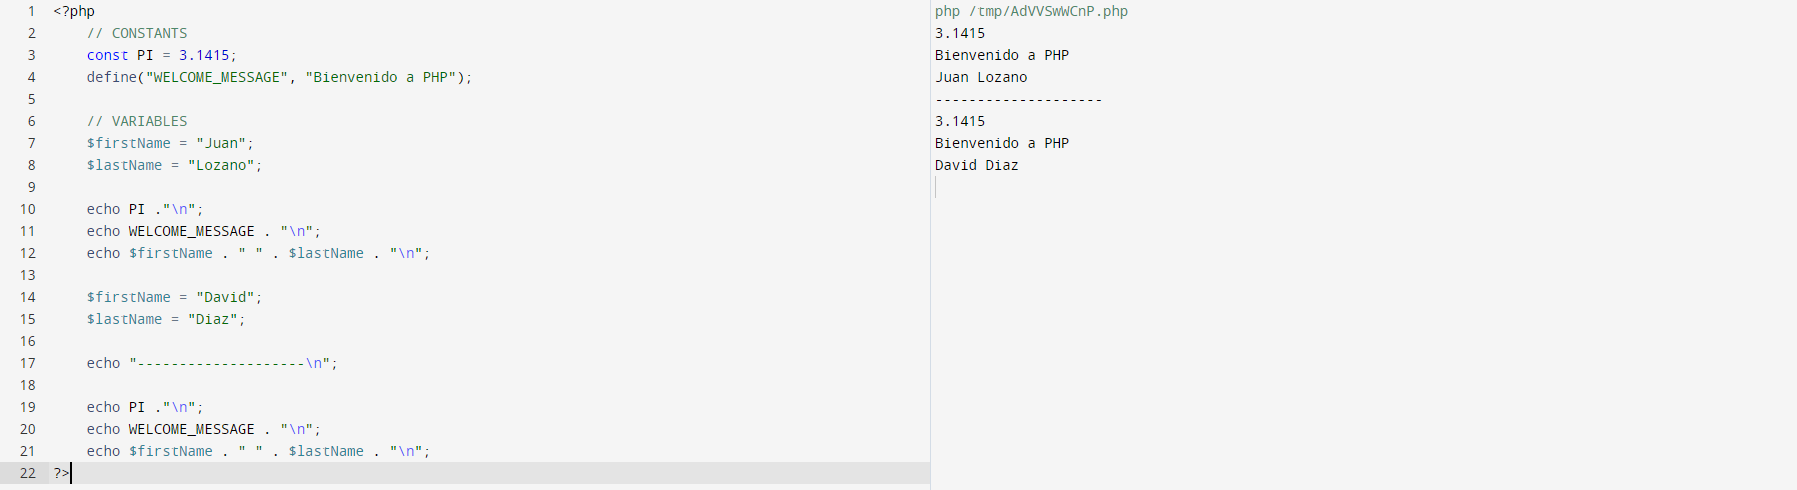 1 <?php
2     // CONSTANTS
3     const PI = 3.1415;
4     define("WELCOME_MESSAGE", "Bienvenido a PHP");
5
6     // VARIABLES
7     $firstName = "Juan";
8     $lastName = "Lozano";
9
10     echo PI ."\n";
11     echo WELCOME_MESSAGE . "\n";
12     echo $firstName . " " . $lastName . "\n";
13
14     $firstName = "David";
15     $lastName = "Diaz";
16
17     echo "--------------------\n";
18
19     echo PI ."\n";
20     echo WELCOME_MESSAGE . "\n";
21     echo $firstName . " " . $lastName . "\n";
22 ?>
php /tmp/AdVVSwWCnP.php
3.1415
Bienvenido a PHP
Juan Lozano
--------------------
3.1415
Bienvenido a PHP
David Diaz